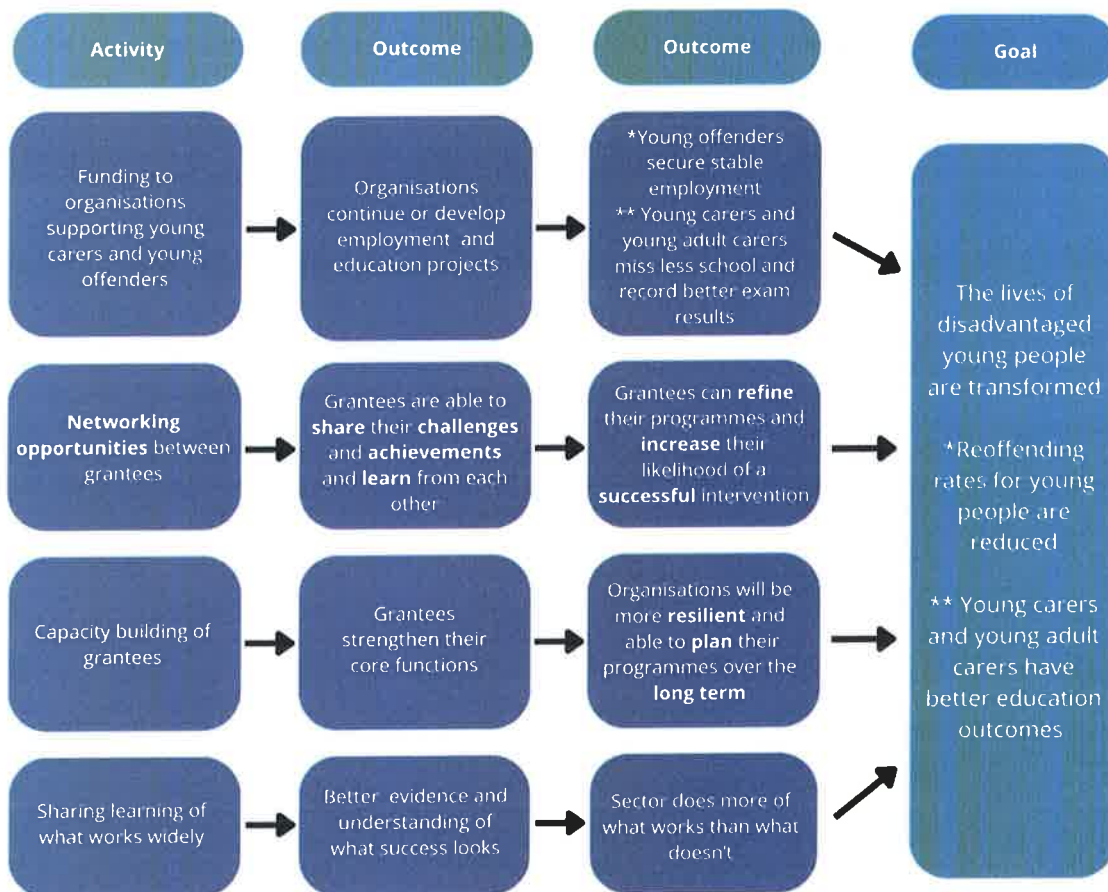 Activity
Outcome
Outcome
Goal
Funding to
organisations
supporting young
carers and young
offenders
Organisations
continue or develop
employment and
education projects
*Young offenders
secure stable
employment
** Young carers and
young adult carers
miss less school and
record better exam
results
Networking
opportunities between
grantees
Grantees are able to
share their challenges
and achievements
and learn from each
other
Grantees can refine
their programmes and
increase their
likelihood of a
successful intervention
Capacity building of
grantees
Grantees
strengthen their
core functions
Organisations will be
more resilient and
able to plan their
programmes over the
long term
Sharing learning of
what works widely
Better evidence and
understanding of
what success looks
Sector does more of
what works than what
doesn't
The lives of
disadvantaged
young people
are transformed
*Reoffending
rates for young
people are
reduced
** Young carers
and young adult
carers have
better education
outcomes